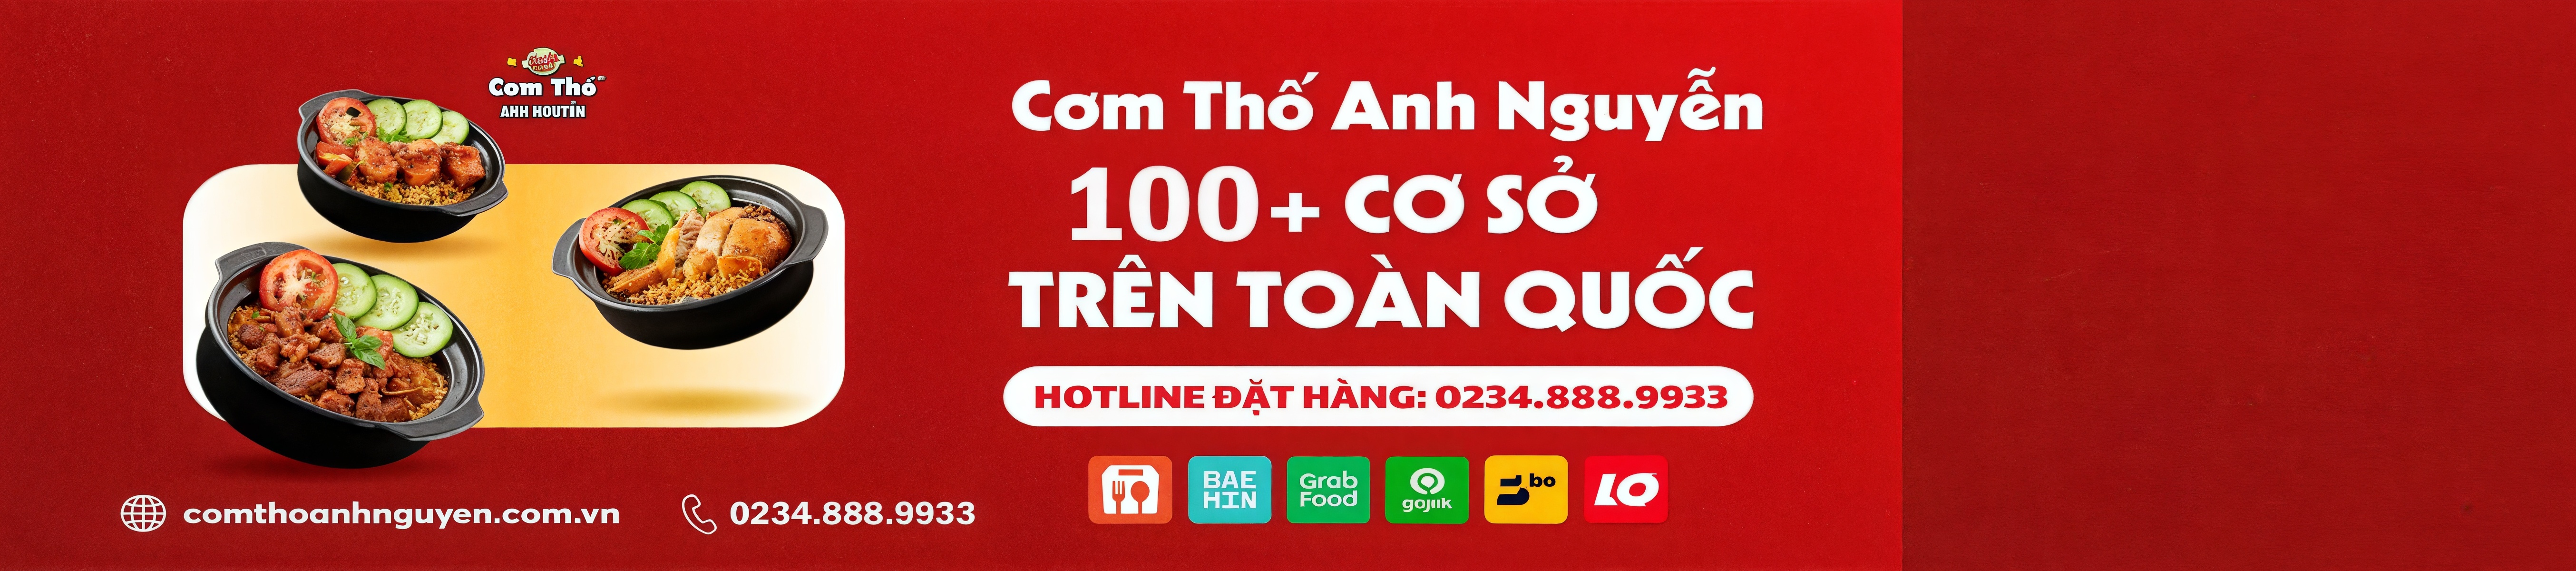 Cơm Thố
ANH HOUTÍN
Cơm Thố Anh Nguyễn
100+ CƠ SỞ
TRÊN TOÀN QUỐC
HOTLINE ĐẶT HÀNG: 0234.888.9933
BAE
HIN
Grab
Food
gojiik
bo
LO
comthoanhnguyen.com.vn
0234.888.9933